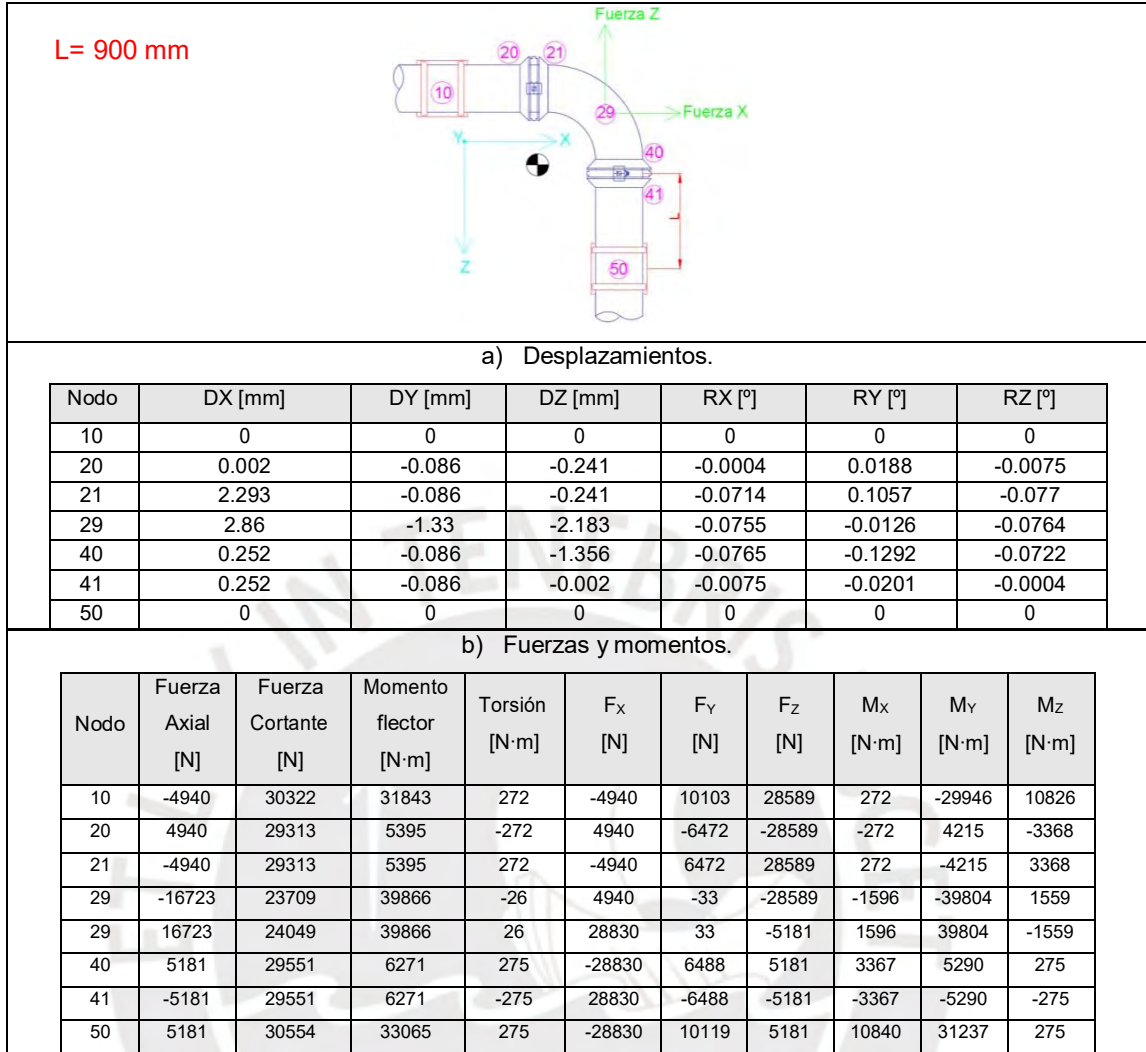 L= 900 mm
Fuerza Z
20 21
10
29 Fuerza X
Y X
40
41
L
Z
50
a) Desplazamientos.
Nodo DX [mm] DY [mm] DZ [mm] RX [º] RY [º] RZ [º]
10 0 0 0 0 0 0
20 0.002 -0.086 -0.241 -0.0004 0.0188 -0.0075
21 2.293 -0.086 -0.241 -0.0714 0.1057 -0.077
29 2.86 -1.33 -2.183 -0.0755 -0.0126 -0.0764
40 0.252 -0.086 -1.356 -0.0765 -0.1292 -0.0722
41 0.252 -0.086 -0.002 -0.0075 -0.0201 -0.0004
50 0 0 0 0 0 0
b) Fuerzas y momentos.
Nodo Fuerza Axial [N] Fuerza Cortante [N] Momento flector [N·m] Torsión [N·m] FX [N] FY [N] FZ [N] MX [N·m] MY [N·m] MZ [N·m]
10 -4940 30322 31843 272 -4940 10103 28589 272 -29946 10826
20 4940 29313 5395 -272 4940 -6472 -28589 -272 4215 -3368
21 -4940 29313 5395 272 -4940 6472 28589 272 -4215 3368
29 -16723 23709 39866 -26 4940 -33 -28589 -1596 -39804 1559
29 16723 24049 39866 26 28830 33 -5181 1596 39804 -1559
40 5181 29551 6271 275 -28830 6488 5181 3367 5290 275
41 -5181 29551 6271 -275 28830 -6488 -5181 -3367 -5290 -275
50 5181 30554 33065 275 -28830 10119 5181 10840 31237 275